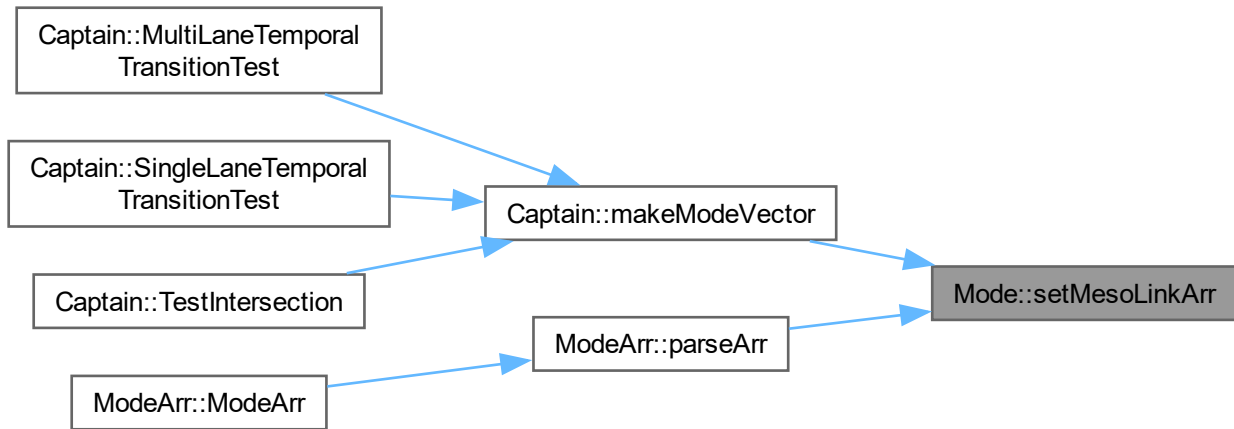 Captain::MultiLaneTemporal
TransitionTest
Captain::SingleLaneTemporal
TransitionTest
Captain::makeModeVector
Captain::TestIntersection
Mode::setMesoLinkArr
ModeArr::parseArr
ModeArr::ModeArr